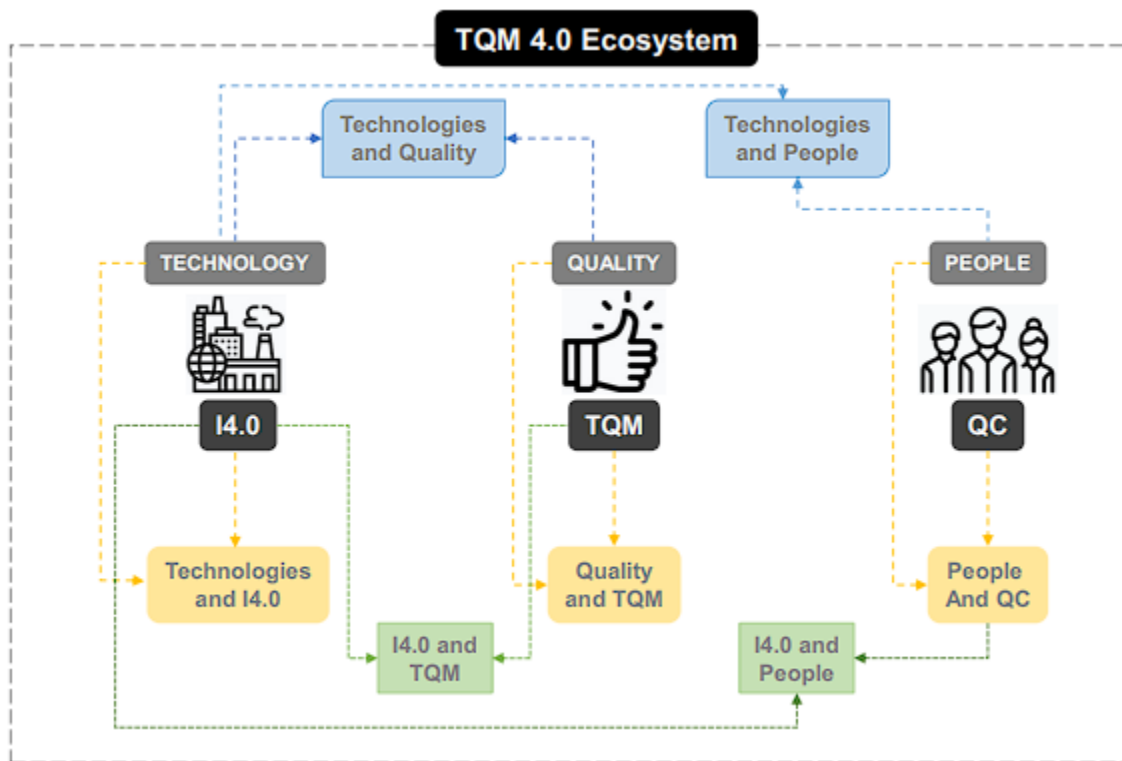 TQM 4.0 Ecosystem
Technologies
and Quality
Technologies
and People
TECHNOLOGY
QUALITY
PEOPLE
I4.0
TQM
QC
Technologies
and I4.0
Quality
and TQM
People
And QC
I4.0 and
TQM
I4.0 and
People